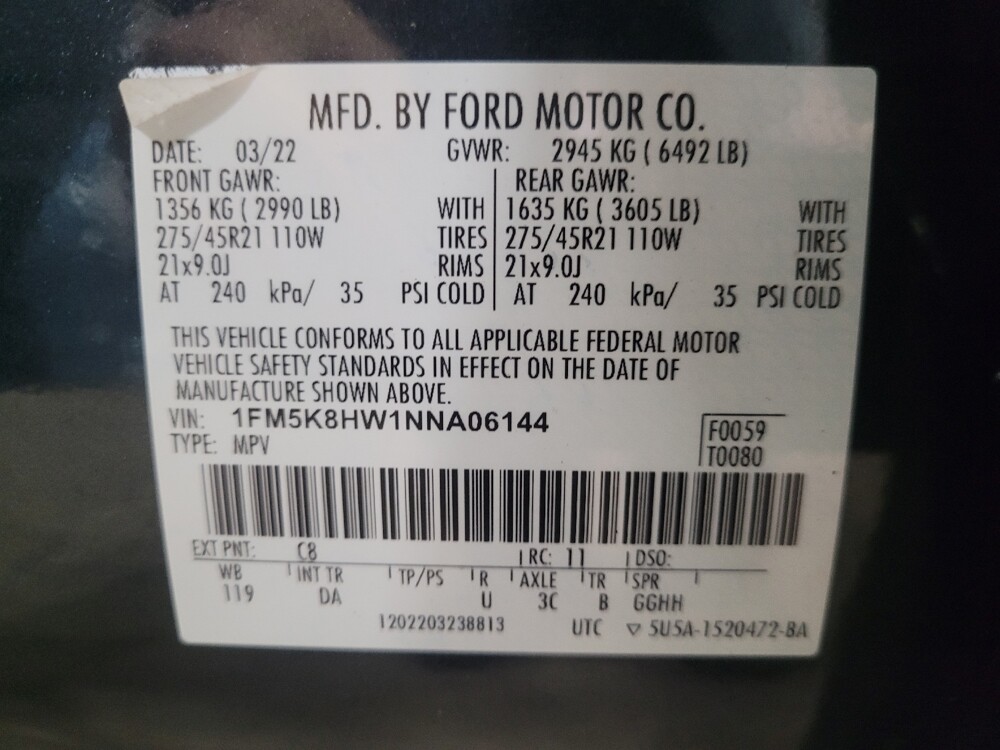 MFD. BY FORD MOTOR CO.
DATE: 03/22 GVWR: 2945 KG ( 6492 LB)
FRONT GAWR: REAR GAWR:
1356 KG ( 2990 LB) WITH 1635 KG ( 3605 LB) WITH
275/45R21 110W TIRES 275/45R21 110W TIRES
21x9.0J RIMS 21x9.0J RIMS
AT 240 kPa/ 35 PSI COLD AT 240 kPa/ 35 PSI COLD
THIS VEHICLE CONFORMS TO ALL APPLICABLE FEDERAL MOTOR
VEHICLE SAFETY STANDARDS IN EFFECT ON THE DATE OF
MANUFACTURE SHOWN ABOVE.
VIN: 1FM5K8HW1NNA06144
F0059
TYPE: MPV
T0080
EXT PNT: C8 RC: 11 DSO:
WB INT TR TP/PS R AXLE TR SPR
119 DA U 3C B GGHH
1202203238813 UTC ▽ 5U5A-1520472-BA